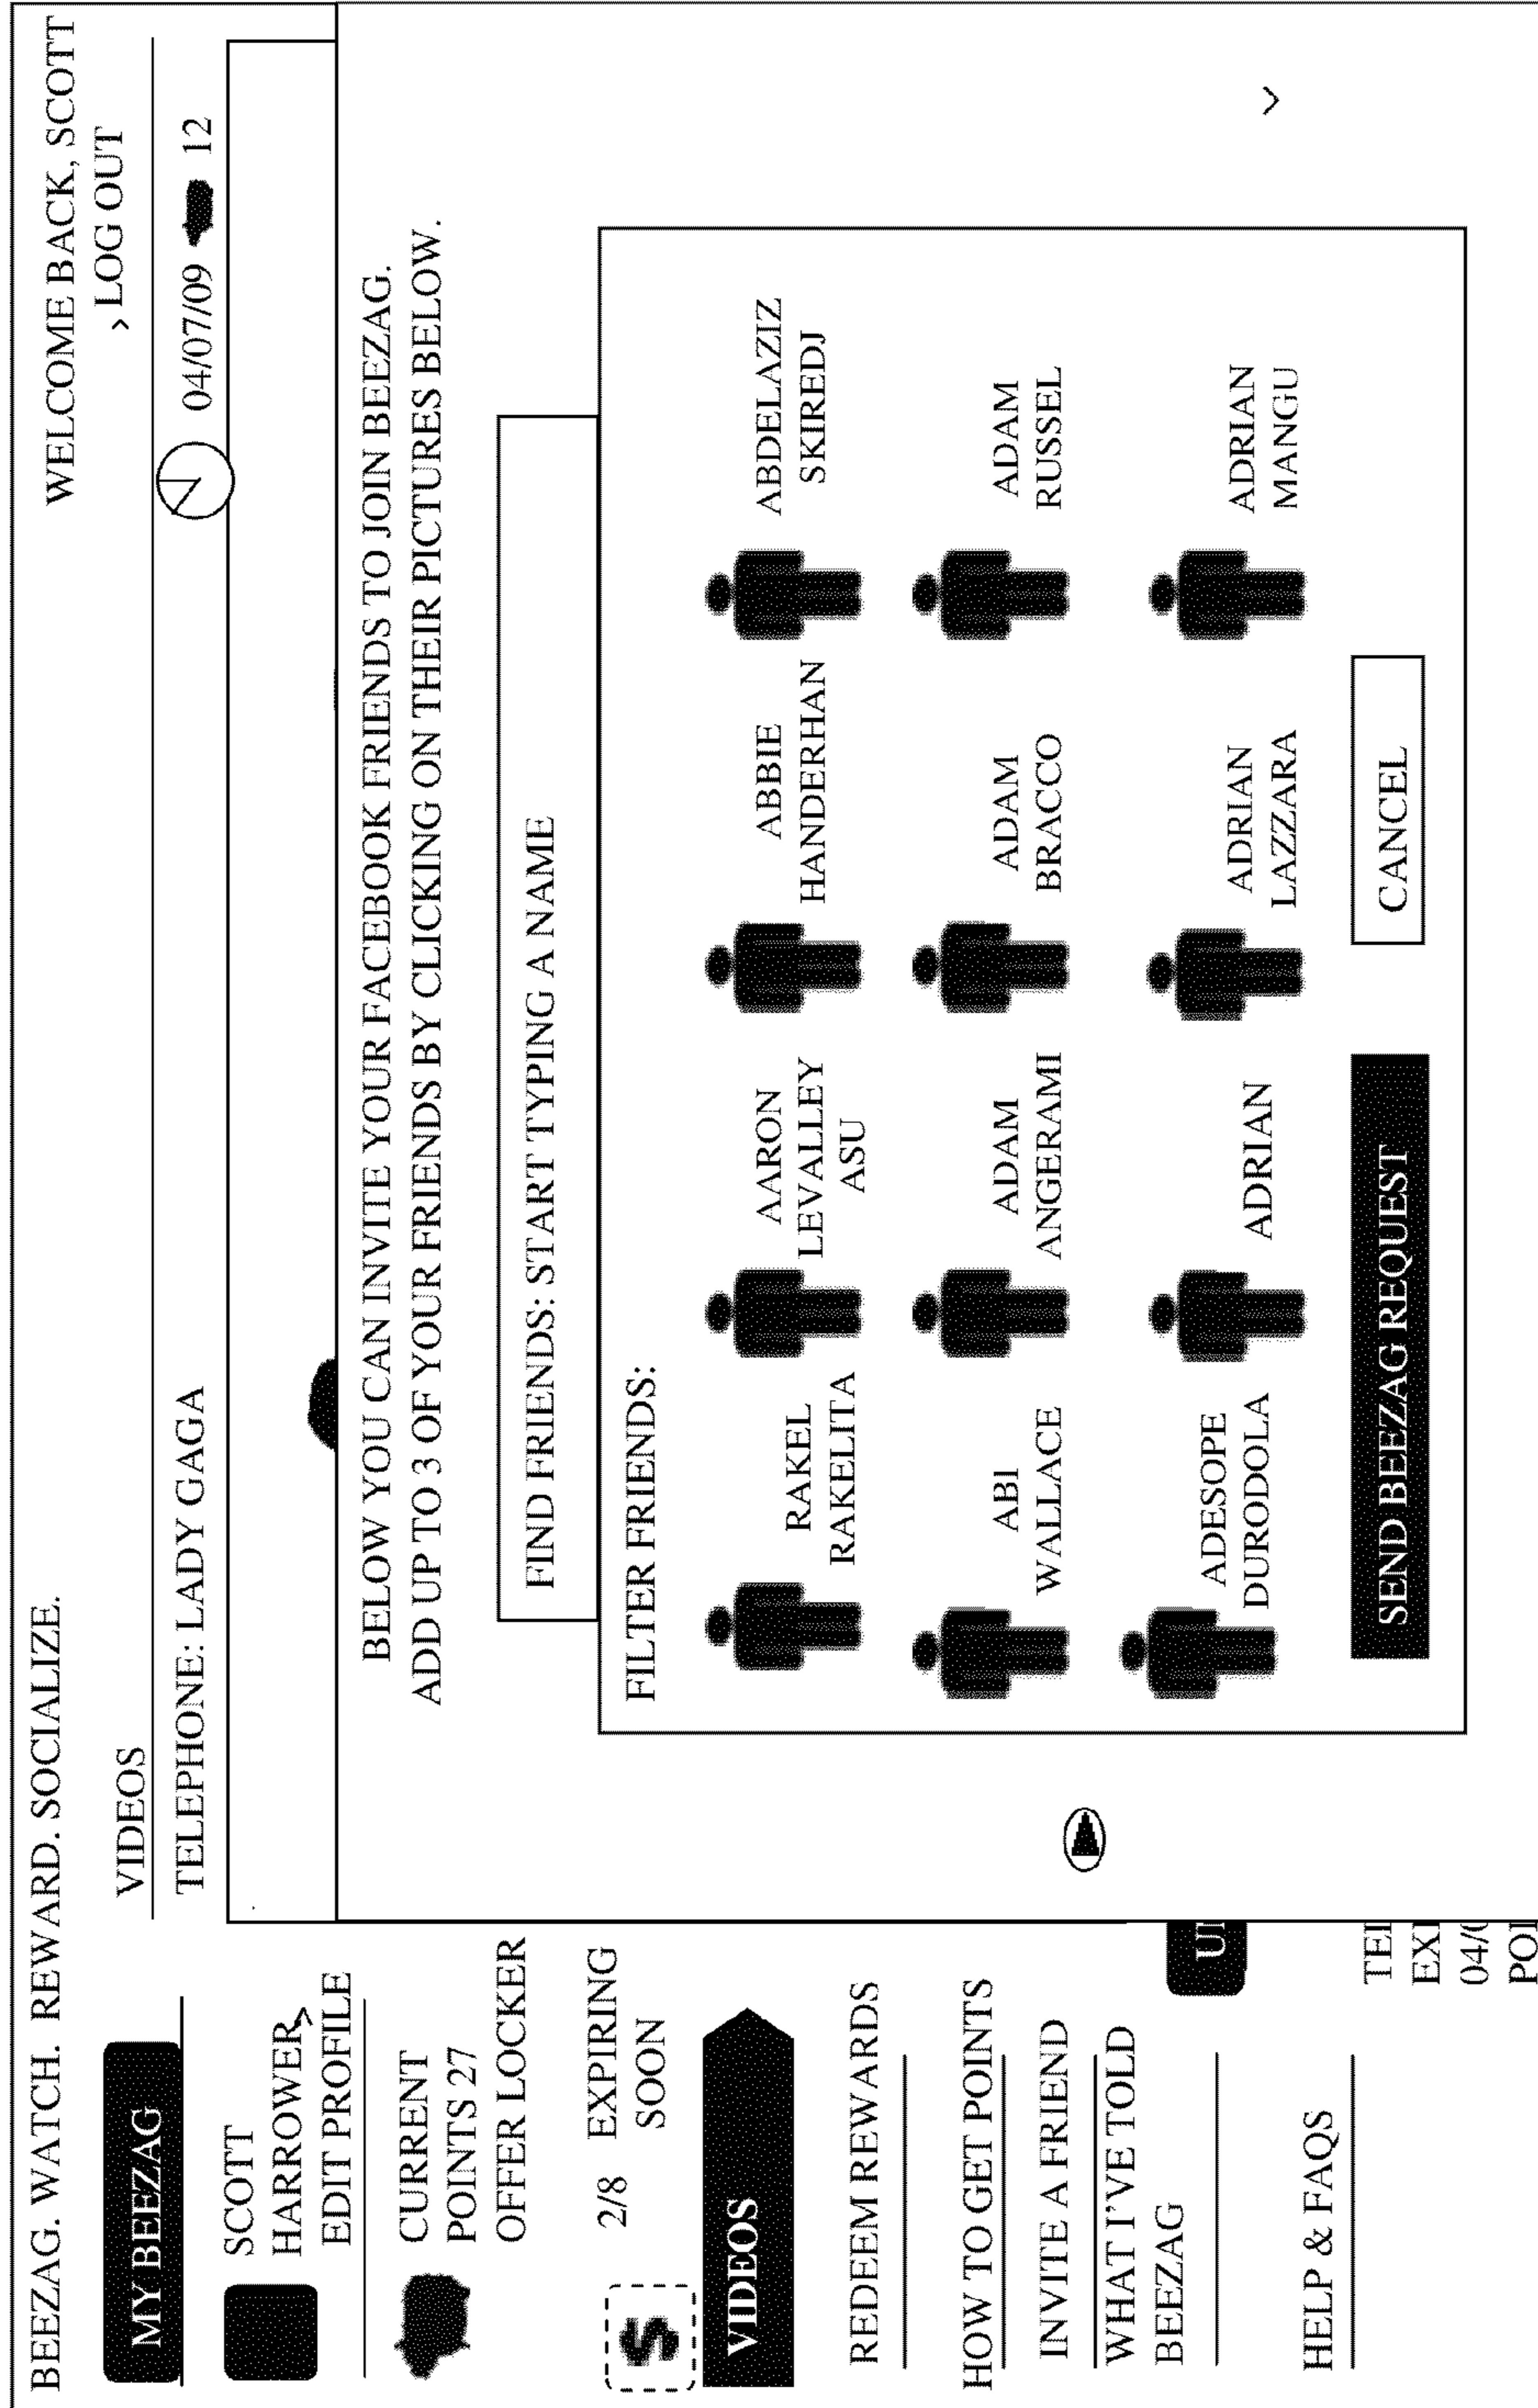 BEEZAG. WATCH. REWARD. SOCIALIZE.
WELCOME BACK, SCOTT
> LOG OUT
MY BEEZAG
SCOTT
HARROWER >
EDIT PROFILE
CURRENT
POINTS 27
OFFER LOCKER
$
2/8
EXPIRING
SOON
VIDEOS
REDEEM REWARDS
HOW TO GET POINTS
INVITE A FRIEND
WHAT I'VE TOLD
BEEZAG
HELP & FAQS
VIDEOS
TELEPHONE: LADY GAGA
04/07/09
12
BELOW YOU CAN INVITE YOUR FACEBOOK FRIENDS TO JOIN BEEZAG.
ADD UP TO 3 OF YOUR FRIENDS BY CLICKING ON THEIR PICTURES BELOW.
FIND FRIENDS: START TYPING A NAME
FILTER FRIENDS:
RAKEL
RAKELITA
AARON
LEVALLEY
ASU
ABBIE
HANDERHAN
ABDELAZIZ
SKIREDJ
ABI
WALLACE
ADAM
ANGERAMI
ADAM
BRACCO
ADAM
RUSSEL
ADESOPE
DURODOLA
ADRIAN
ADRIAN
LAZZARA
ADRIAN
MANGU
SEND BEEZAG REQUEST
CANCEL
TEL
EXI
04/0
POI